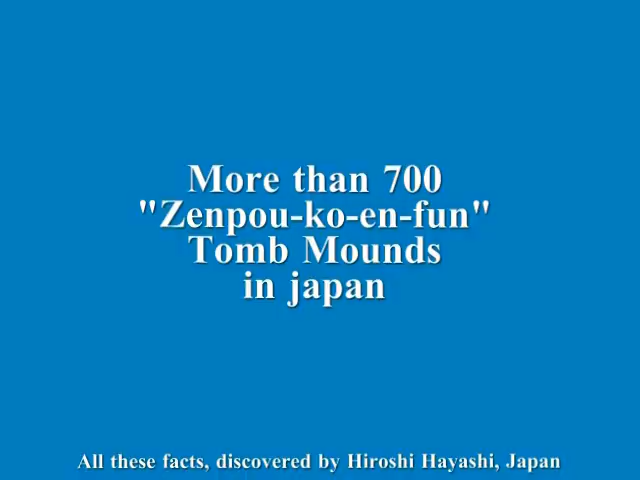 More than 700
"Zenpou-ko-en-fun"
Tomb Mounds
in japan
All these facts, discovered by Hiroshi Hayashi, Japan